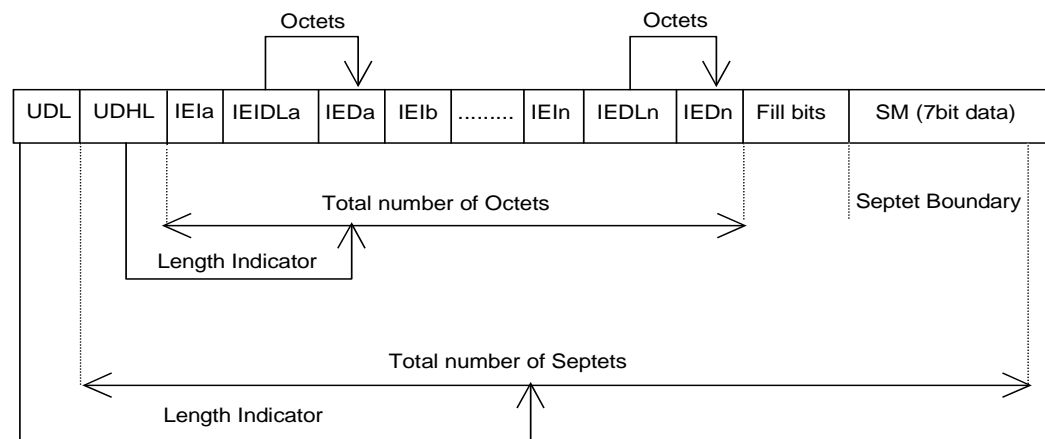 Octets Octets
UDL UDHL IEIa IEIDLa IEDa IEIb ......... IEIn IEDLn IEDn Fill bits SM (7bit data)
Total number of Octets
Septet Boundary
Length Indicator
Total number of Septets
Length Indicator